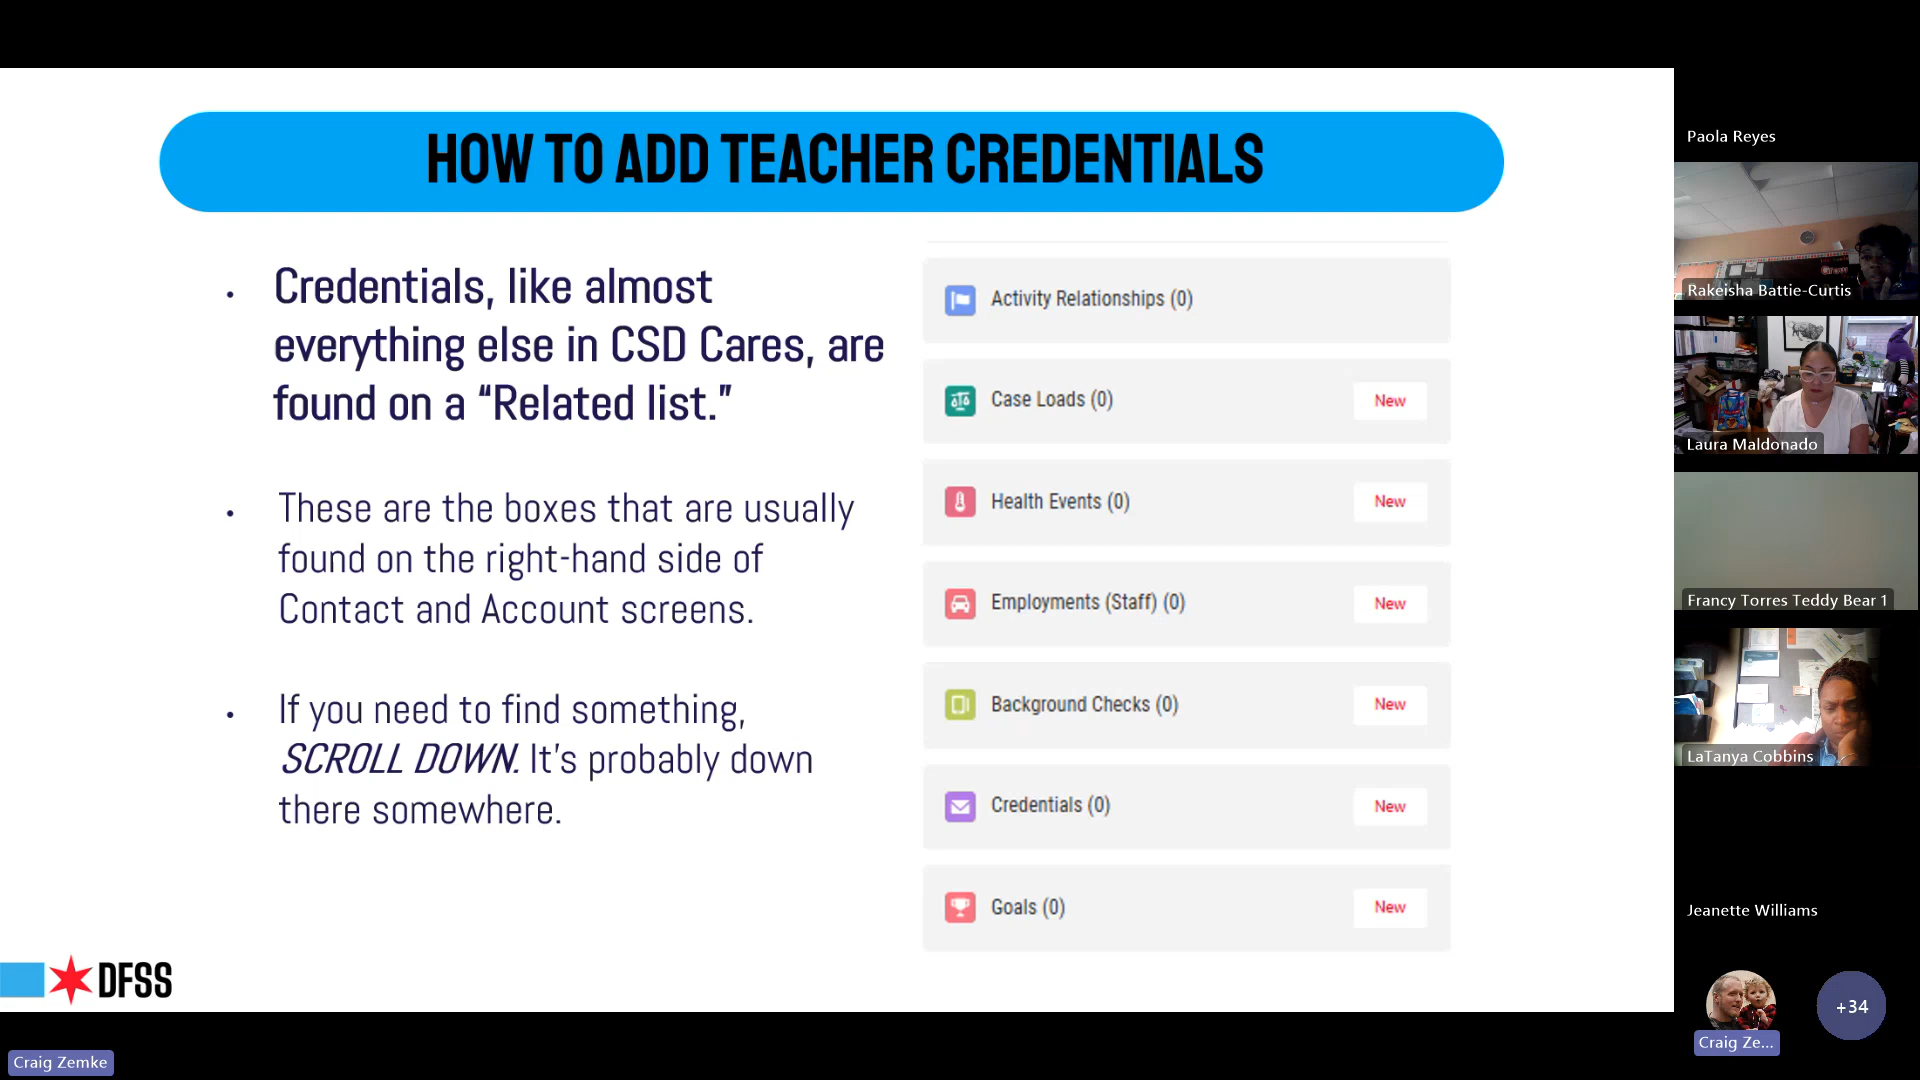 HOW TO ADD TEACHER CREDENTIALS
• Credentials, like almost
everything else in CSD Cares, are
found on a “Related list.”
• These are the boxes that are usually
found on the right-hand side of
Contact and Account screens.
• If you need to find something,
SCROLL DOWN. It's probably down
there somewhere.
Activity Relationships (0)
Case Loads (0) New
Health Events (0) New
Employments (Staff) (0) New
Background Checks (0) New
Credentials (0) New
Goals (0) New
DFSS
Craig Zemke
Paola Reyes
Rakeisha Battie-Curtis
Laura Maldonado
Francy Torres Teddy Bear 1
LaTanya Cobbins
Jeanette Williams
Craig Ze...
+34